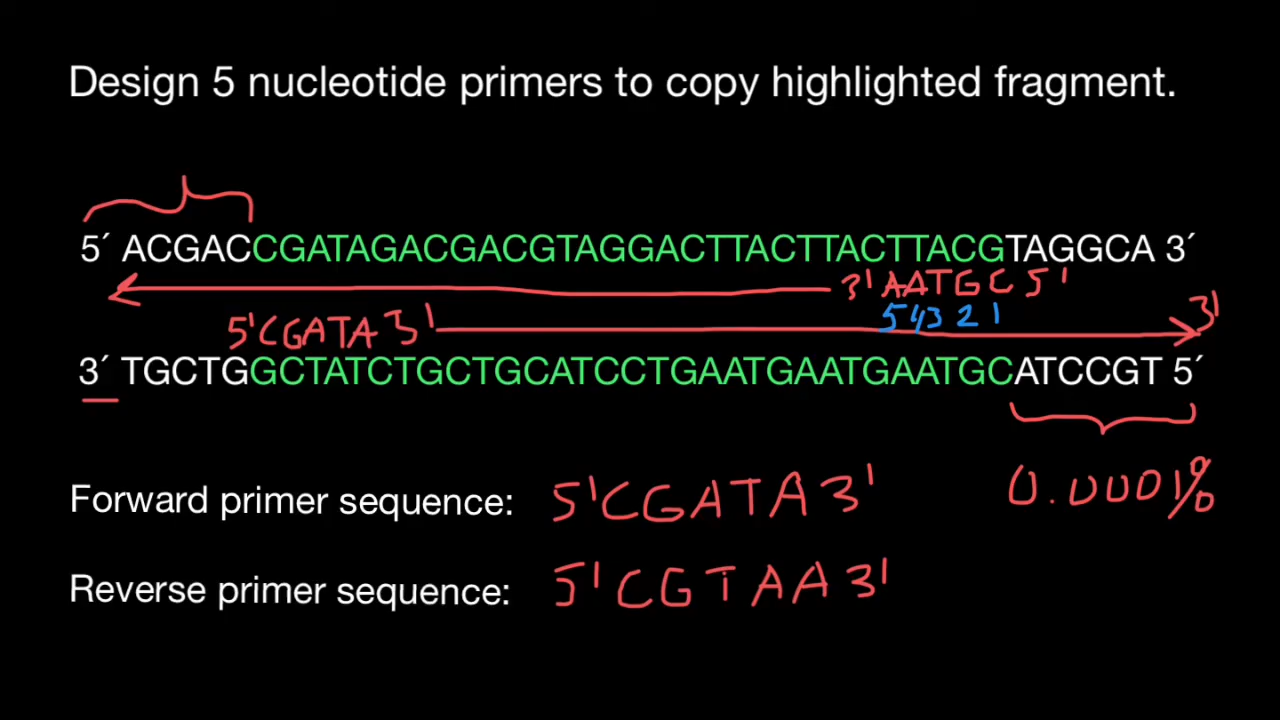 Design 5 nucleotide primers to copy highlighted fragment.
5´ ACGACCGATAGACGACGTAGGACTTACTTACTTACGTAGGCA 3´
3' AATGC 5'
5 4 3 2 1
5' CGATA 3'
3'
3´ TGCTGGCTATCTGCTGCATCCTGAATGAATGAATGCATCCGT 5´
Forward primer sequence: 5' CGATA 3'
0.0001%
Reverse primer sequence: 5' CGTAA 3'